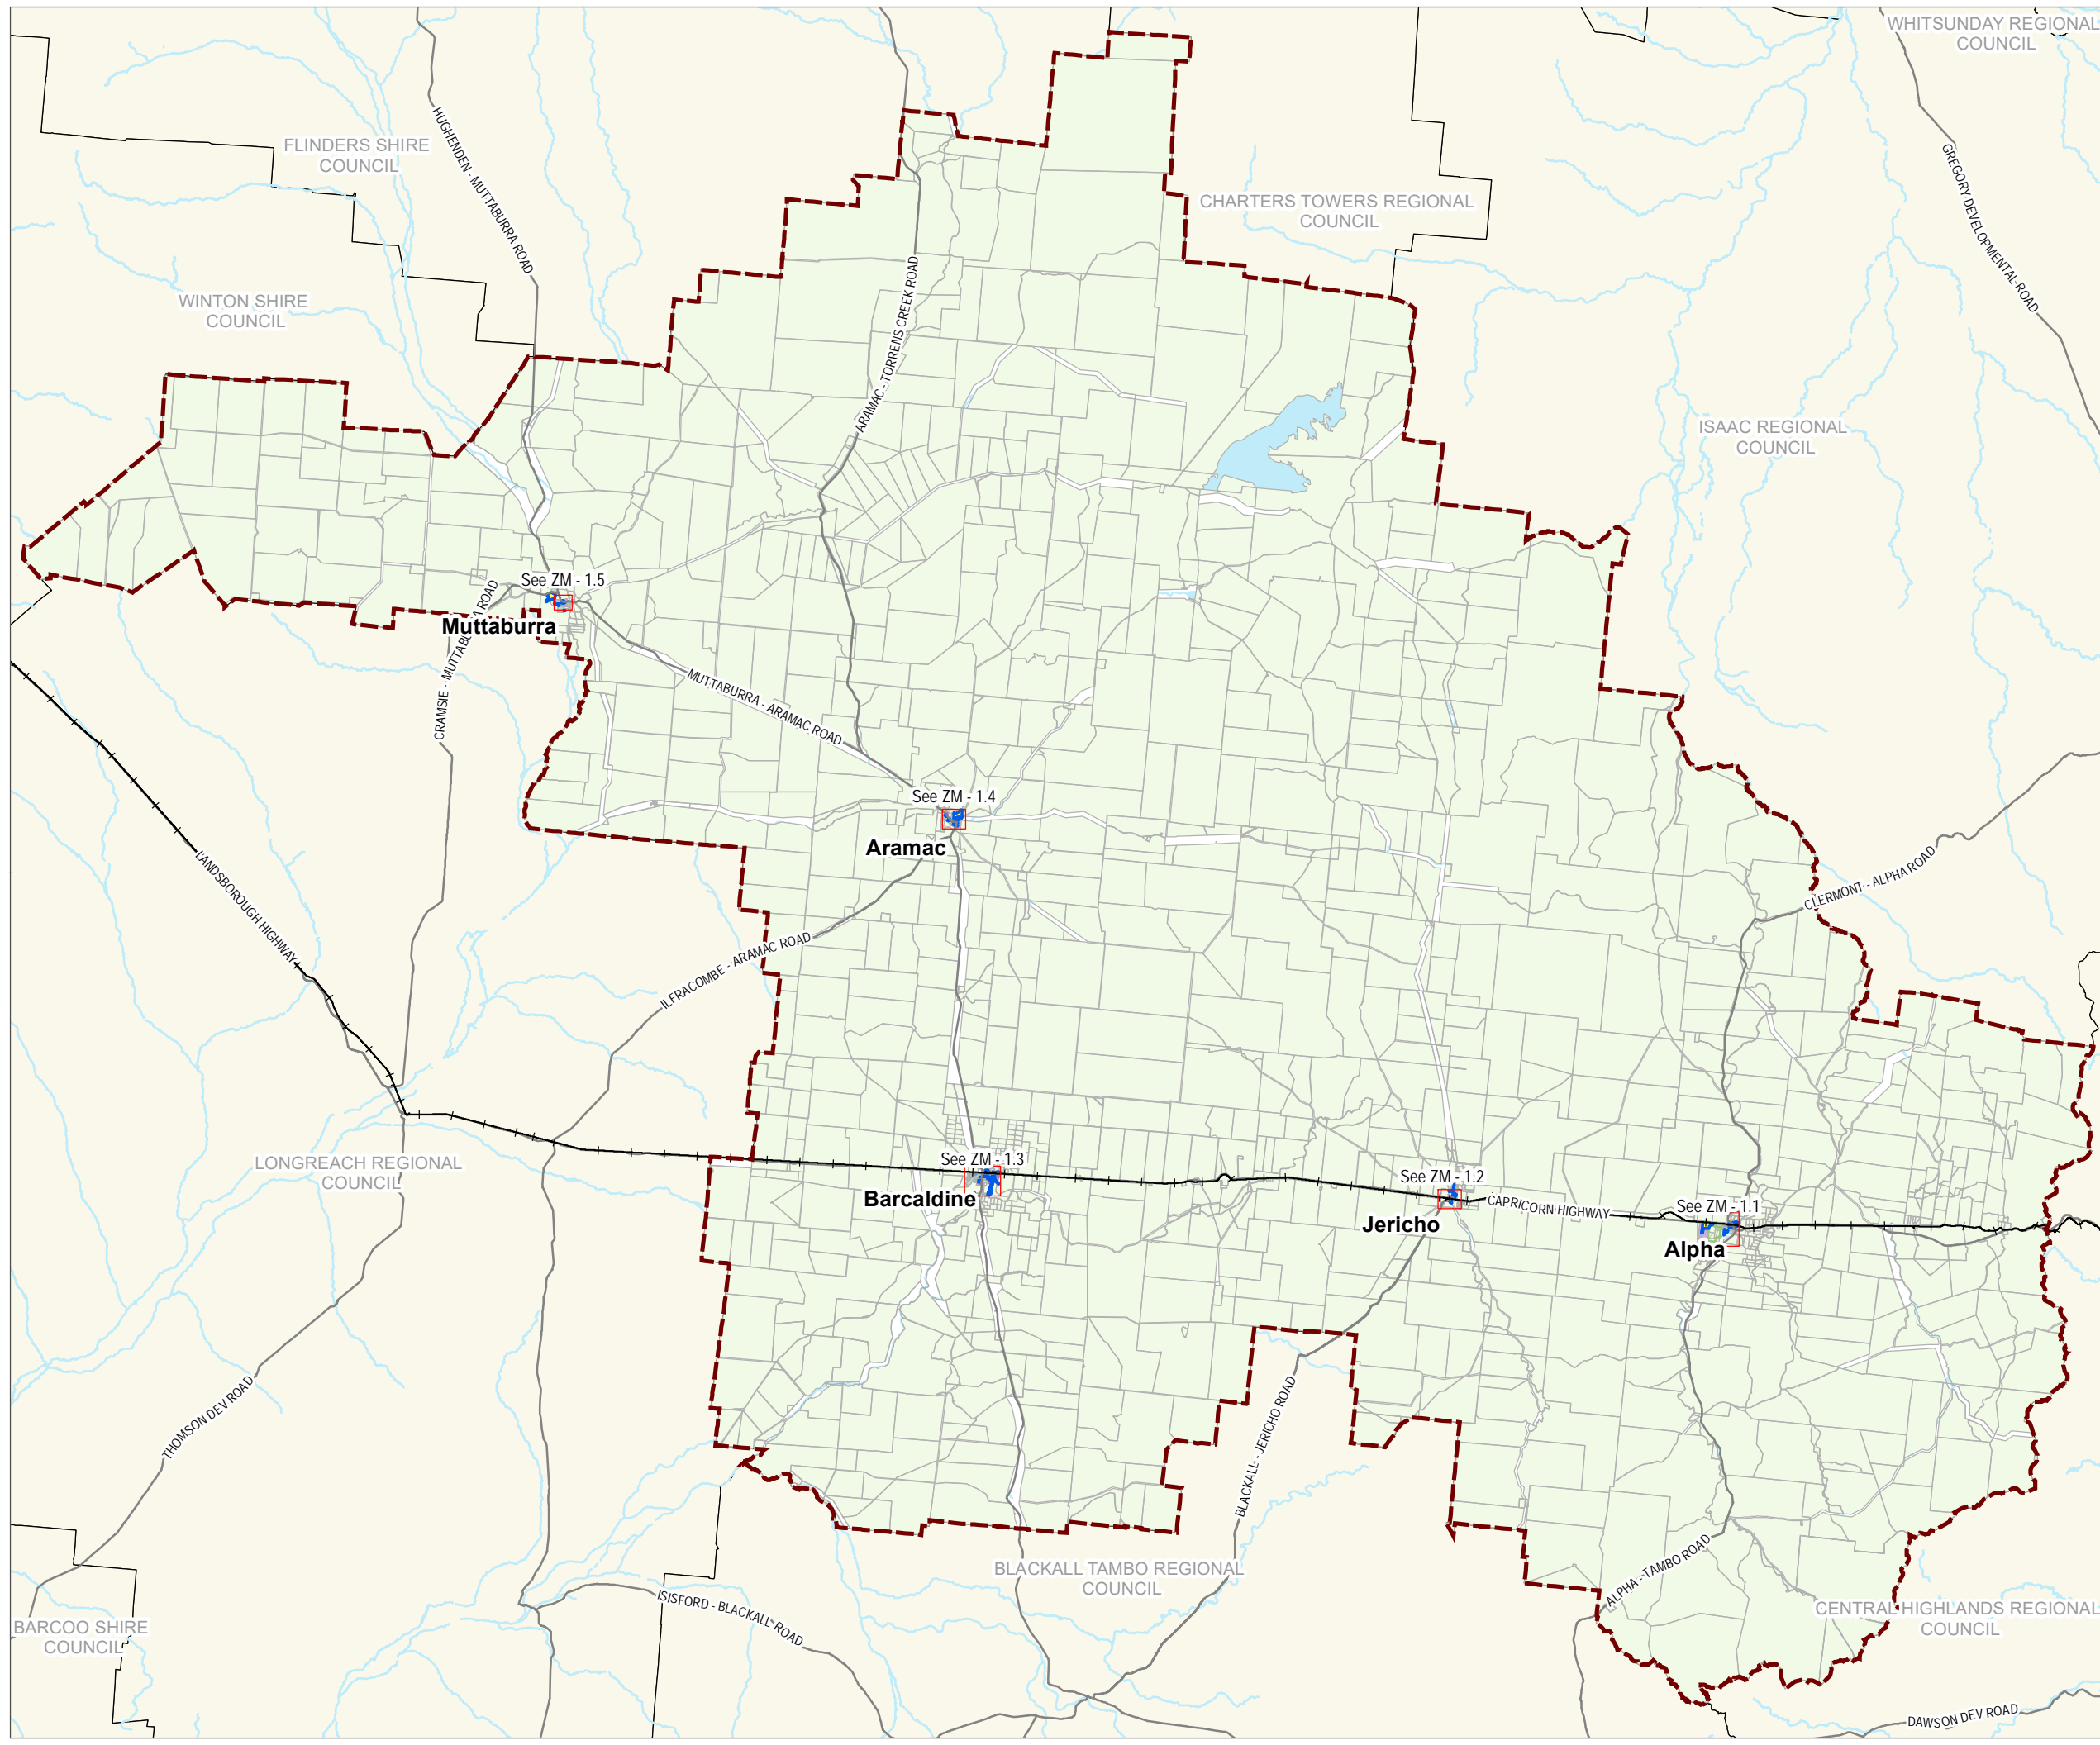 WHITSUNDAY REGIONAL
COUNCIL
HUGHENDEN - MUTTABURRA ROAD
FLINDERS SHIRE
COUNCIL
GREGORY DEVELOPMENTAL ROAD
CHARTERS TOWERS REGIONAL
COUNCIL
WINTON SHIRE
COUNCIL
ARAMAC - TORRENS CREEK ROAD
ISAAC REGIONAL
COUNCIL
See ZM - 1.5
Muttaburra
CRAMSIE - MUTTABURRA ROAD
MUTTABURRA - ARAMAC ROAD
See ZM - 1.4
Aramac
LANDSBOROUGH HIGHWAY
CLERMONT - ALPHA ROAD
ILFRACOMBE - ARAMAC ROAD
LONGREACH REGIONAL
COUNCIL
See ZM - 1.3
Barcaldine
See ZM - 1.2
Jericho
CAPRICORN HIGHWAY
See ZM - 1.1
Alpha
THOMSON DEV ROAD
BLACKALL - JERICHO ROAD
BLACKALL TAMBO REGIONAL
COUNCIL
ALPHA - TAMBO ROAD
ISISFORD - BLACKALL ROAD
BARCOO SHIRE
COUNCIL
CENTRAL HIGHLANDS REGIONAL
COUNCIL
DAWSON DEV ROAD